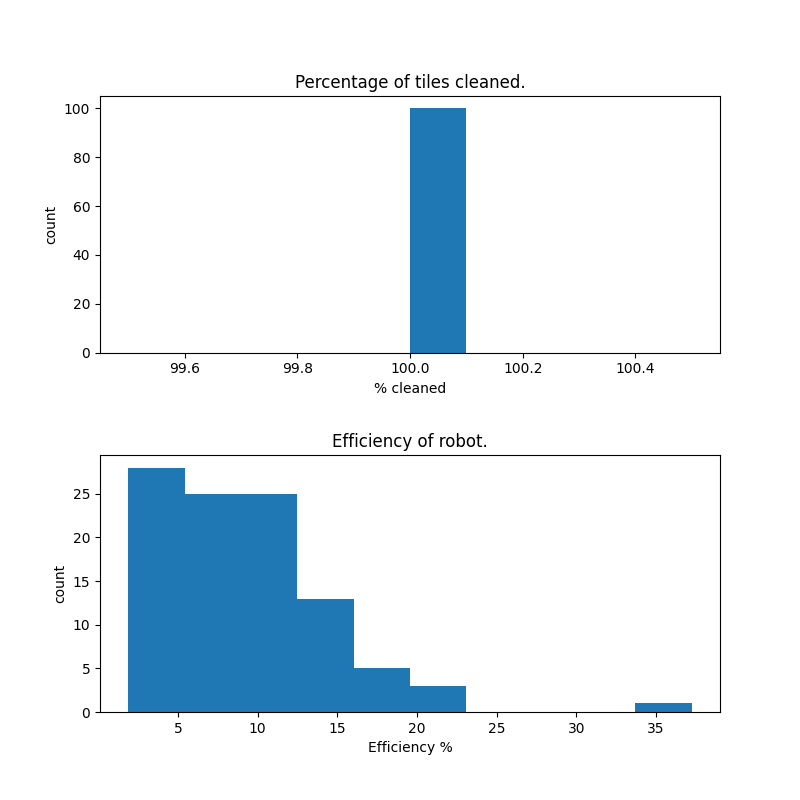 Percentage of tiles cleaned.
100
80
60
40
20
0
count
99.6 99.8 100.0 100.2 100.4
% cleaned
Efficiency of robot.
25
20
15
10
5
0
count
5 10 15 20 25 30 35
Efficiency %